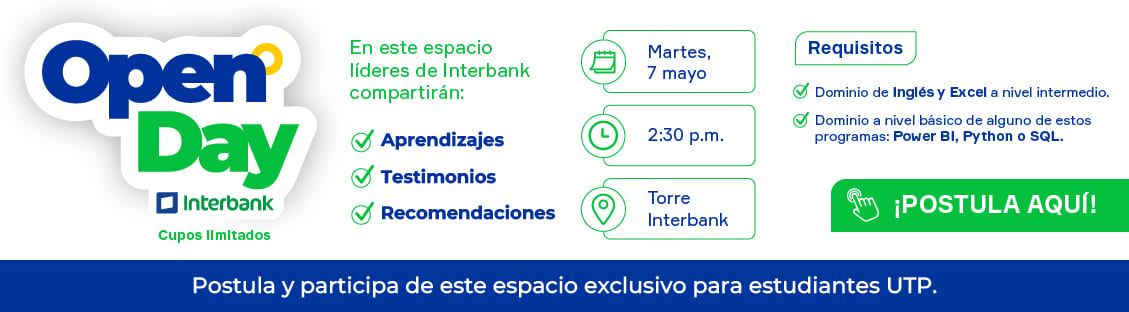 Open
Day
Interbank
Cupos limitados
En este espacio
líderes de Interbank
compartirán:
Aprendizajes
Testimonios
Recomendaciones
Martes,
7 mayo
2:30 p.m.
Torre
Interbank
Requisitos
Dominio de Inglés y Excel a nivel intermedio.
Dominio a nivel básico de alguno de estos
programas: Power BI, Python o SQL.
¡POSTULA AQUÍ!
Postula y participa de este espacio exclusivo para estudiantes UTP.